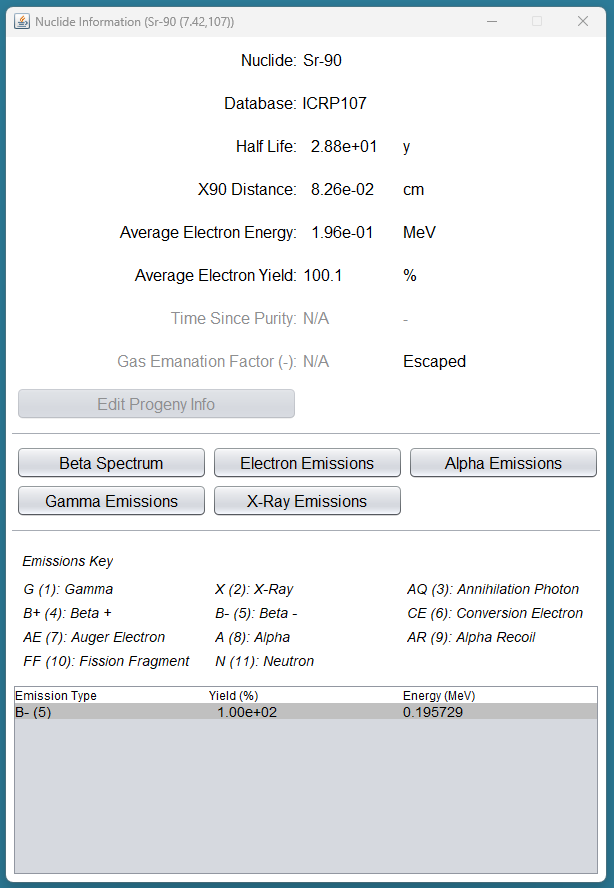 Nuclide Information (Sr-90 (7.42,107))
Nuclide: Sr-90
Database: ICRP107
Half Life: 2.88e+01 y
X90 Distance: 8.26e-02 cm
Average Electron Energy: 1.96e-01 MeV
Average Electron Yield: 100.1 %
Time Since Purity: N/A -
Gas Emanation Factor (-): N/A Escaped
Edit Progeny Info
Beta Spectrum Electron Emissions Alpha Emissions
Gamma Emissions X-Ray Emissions
Emissions Key
G (1): Gamma X (2): X-Ray AQ (3): Annihilation Photon
B+ (4): Beta + B- (5): Beta - CE (6): Conversion Electron
AE (7): Auger Electron A (8): Alpha AR (9): Alpha Recoil
FF (10): Fission Fragment N (11): Neutron
Emission Type Yield (%) Energy (MeV)
B- (5) 1.00e+02 0.195729